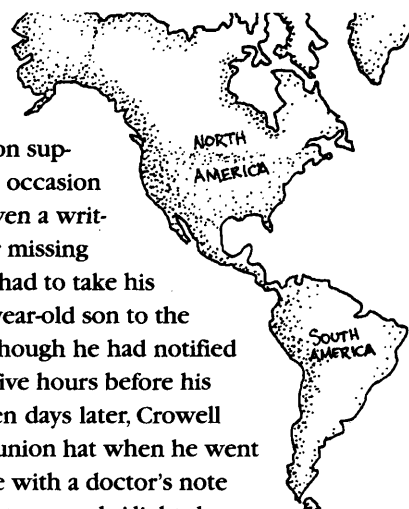 on sup-
occasion
ven a writ-
missing
had to take his
year-old son to the
hough he had notified
ive hours before his
en days later, Crowell
union hat when he went
e with a doctor's note
NORTH
AMERICA
SOUTH
AMERICA